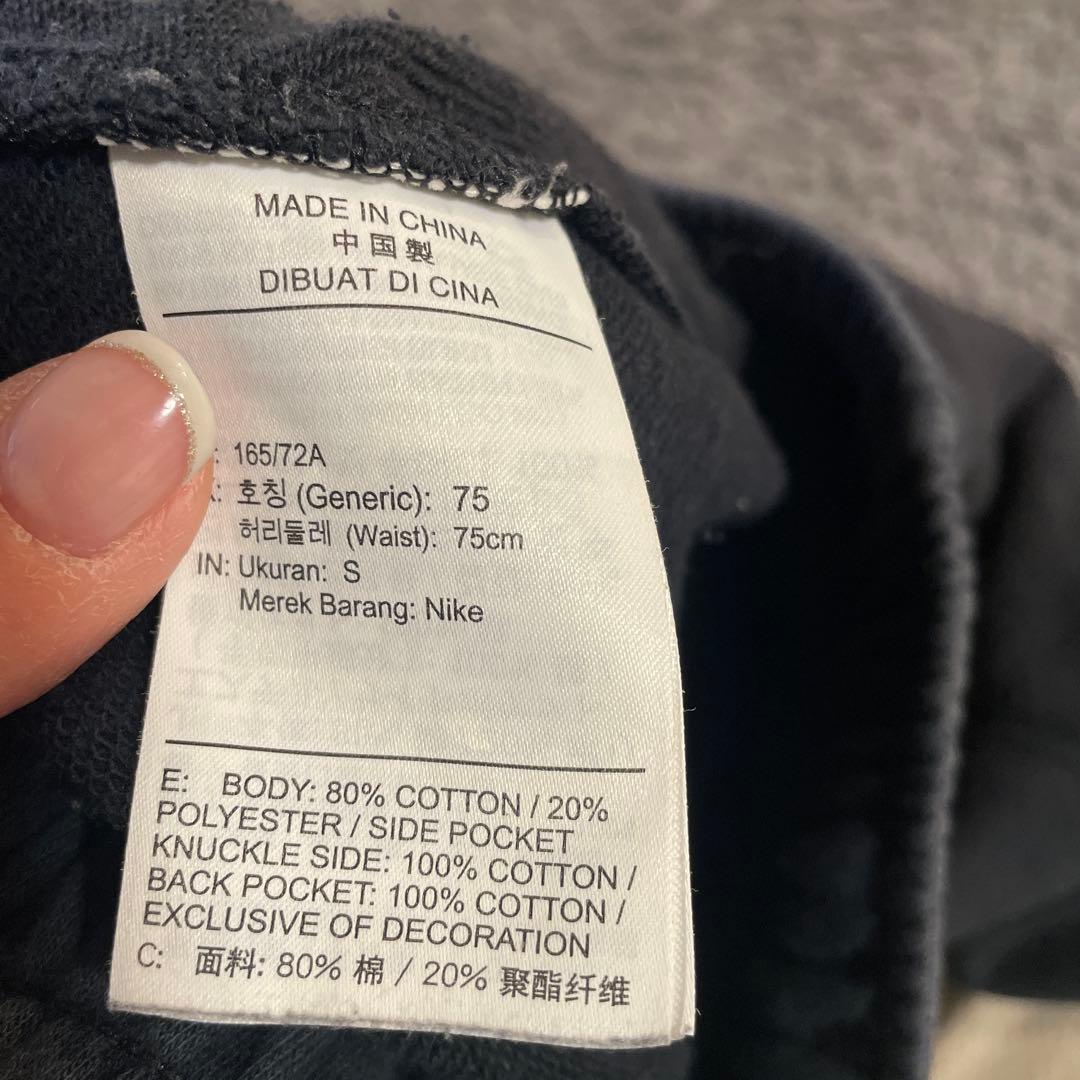 MADE IN CHINA
中国製
DIBUAT DI CINA
: 165/72A
: 호칭 (Generic): 75
허리둘레 (Waist): 75cm
IN: Ukuran: S
Merek Barang: Nike
E: BODY: 80% COTTON / 20%
POLYESTER / SIDE POCKET
KNUCKLE SIDE: 100% COTTON /
BACK POCKET: 100% COTTON /
EXCLUSIVE OF DECORATION
C: 面料: 80% 棉 / 20% 聚酯纤维